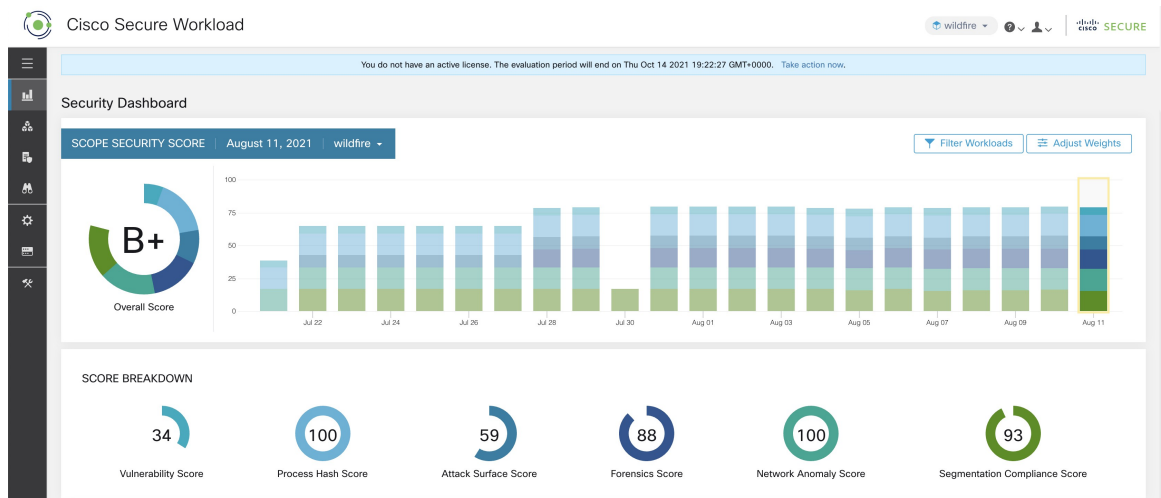 Cisco Secure Workload
wildfire
cisco SECURE
You do not have an active license. The evaluation period will end on Thu Oct 14 2021 19:22:27 GMT+0000. Take action now.
Security Dashboard
SCOPE SECURITY SCORE August 11, 2021 wildfire
Filter Workloads
Adjust Weights
B+
Overall Score
100
75
50
25
0
Jul 22 Jul 24 Jul 26 Jul 28 Jul 30 Aug 01 Aug 03 Aug 05 Aug 07 Aug 09 Aug 11
SCORE BREAKDOWN
34 100 59 88 100 93
Vulnerability Score Process Hash Score Attack Surface Score Forensics Score Network Anomaly Score Segmentation Compliance Score